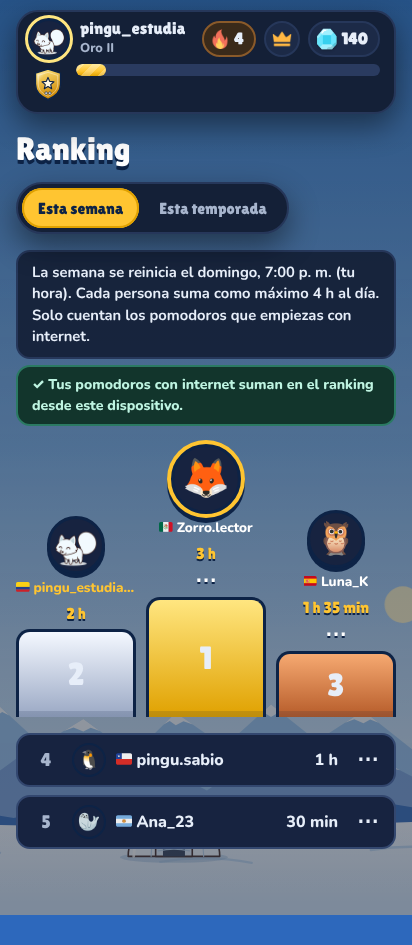 pingu_estudia
Oro II
4
140
Ranking
Esta semana
Esta temporada
La semana se reinicia el domingo, 7:00 p. m. (tu
hora). Cada persona suma como máximo 4 h al día.
Solo cuentan los pomodoros que empiezas con
internet.
✓ Tus pomodoros con internet suman en el ranking
desde este dispositivo.
Zorro.lector
3 h
...
pingu_estudia...
2 h
Luna_K
1 h 35 min
...
1
2
3
4 pingu.sabio 1 h ...
5 Ana_23 30 min ...